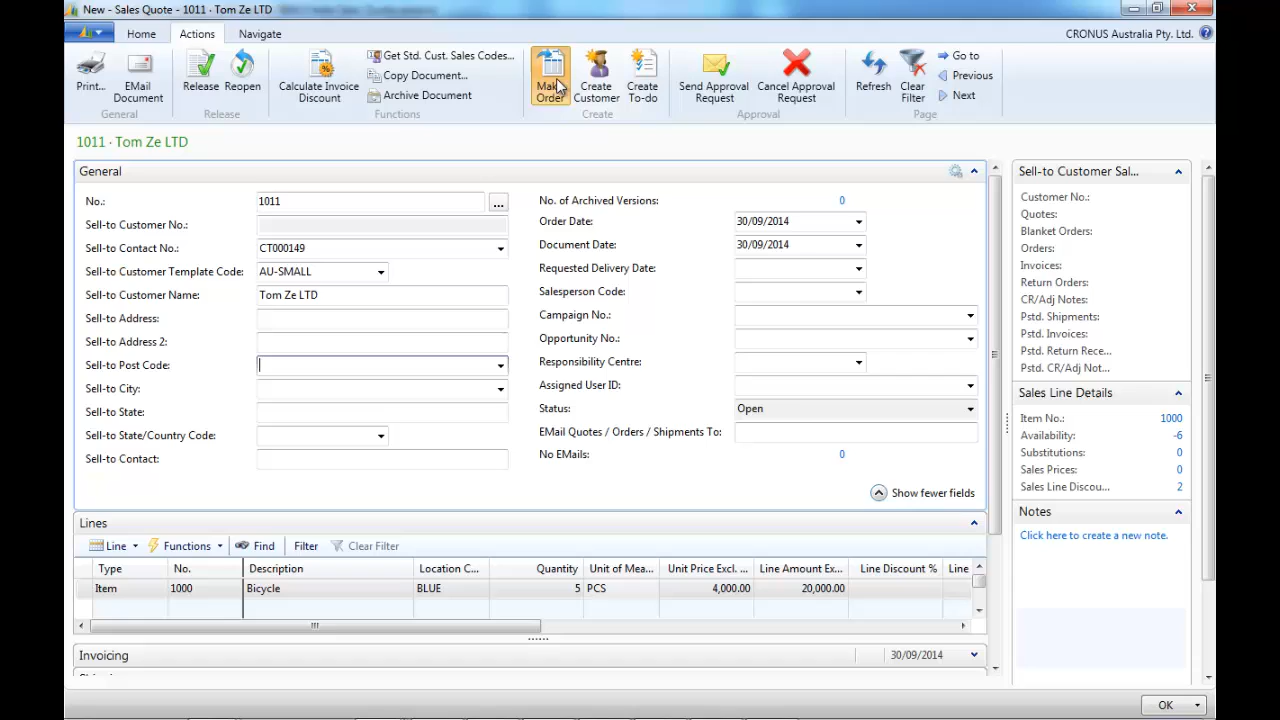 New - Sales Quote - 1011 · Tom Ze LTD
Home
Actions
Navigate
CRONUS Australia Pty. Ltd.
Print...
EMail
Document
General
Release
Reopen
Release
Calculate Invoice
Discount
Get Std. Cust. Sales Codes...
Copy Document...
Archive Document
Functions
Make
Order
Create
Customer
Create
To-do
Create
Send Approval
Request
Cancel Approval
Request
Approval
Refresh
Clear
Filter
Go to
Previous
Next
Page
1011 · Tom Ze LTD
General
No.: 1011
Sell-to Customer No.:
Sell-to Contact No.: CT000149
Sell-to Customer Template Code: AU-SMALL
Sell-to Customer Name: Tom Ze LTD
Sell-to Address:
Sell-to Address 2:
Sell-to Post Code:
Sell-to City:
Sell-to State:
Sell-to State/Country Code:
Sell-to Contact:
No. of Archived Versions: 0
Order Date: 30/09/2014
Document Date: 30/09/2014
Requested Delivery Date:
Salesperson Code:
Campaign No.:
Opportunity No.:
Responsibility Centre:
Assigned User ID:
Status: Open
EMail Quotes / Orders / Shipments To:
No EMails: 0
Show fewer fields
Lines
Line Functions Find Filter Clear Filter
Type No. Description Location C... Quantity Unit of Mea... Unit Price Excl. ... Line Amount Ex... Line Discount % Line
Item 1000 Bicycle BLUE 5 PCS 4,000.00 20,000.00
Invoicing 30/09/2014
Sell-to Customer Sal...
Customer No.:
Quotes:
Blanket Orders:
Orders:
Invoices:
Return Orders:
CR/Adj Notes:
Pstd. Shipments:
Pstd. Invoices:
Pstd. Return Rece...
Pstd. CR/Adj Not...
Sales Line Details
Item No.: 1000
Availability: -6
Substitutions: 0
Sales Prices: 0
Sales Line Discou... 2
Notes
Click here to create a new note.
OK